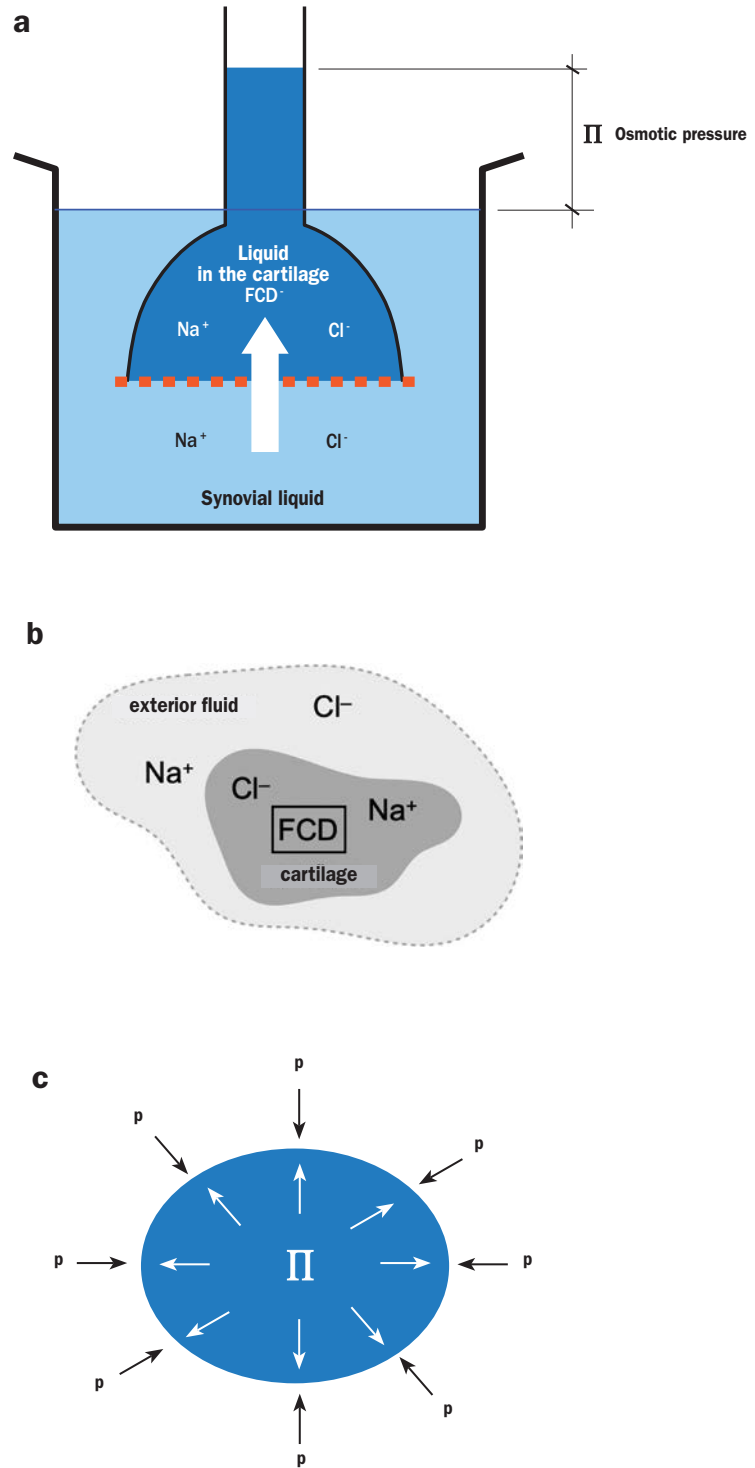 a
Π Osmotic pressure
Liquid
in the cartilage
FCD⁻
Na⁺ Cl⁻
Na⁺ Cl⁻
Synovial liquid
b
exterior fluid
Cl⁻
Na⁺
Cl⁻
Na⁺
FCD
cartilage
c
p
p
p
p
Π
p
p
p
p